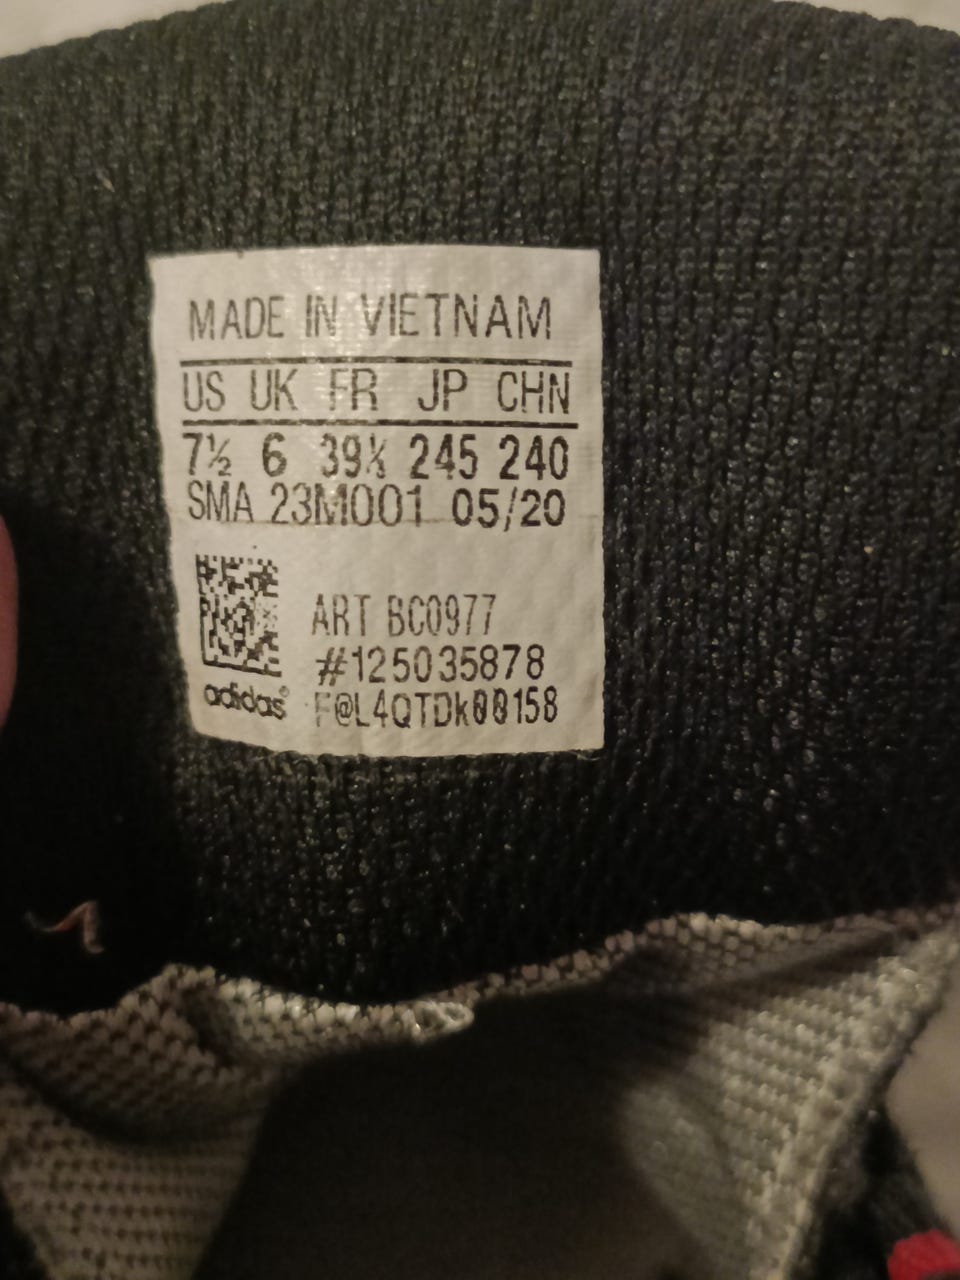 MADE IN VIETNAM
US UK FR JP CHN
7½ 6 39⅓ 245 240
SMA 23M001 05/20
ART BC0977
#125035878
adidas® F@L4QTDk00158